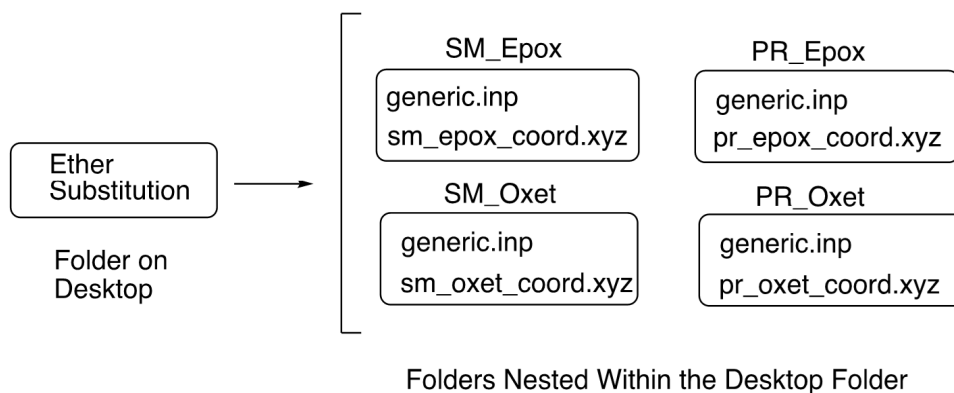 Ether
Substitution
Folder on
Desktop
SM_Epox
generic.inp
sm_epox_coord.xyz
PR_Epox
generic.inp
pr_epox_coord.xyz
SM_Oxet
generic.inp
sm_oxet_coord.xyz
PR_Oxet
generic.inp
pr_oxet_coord.xyz
Folders Nested Within the Desktop Folder